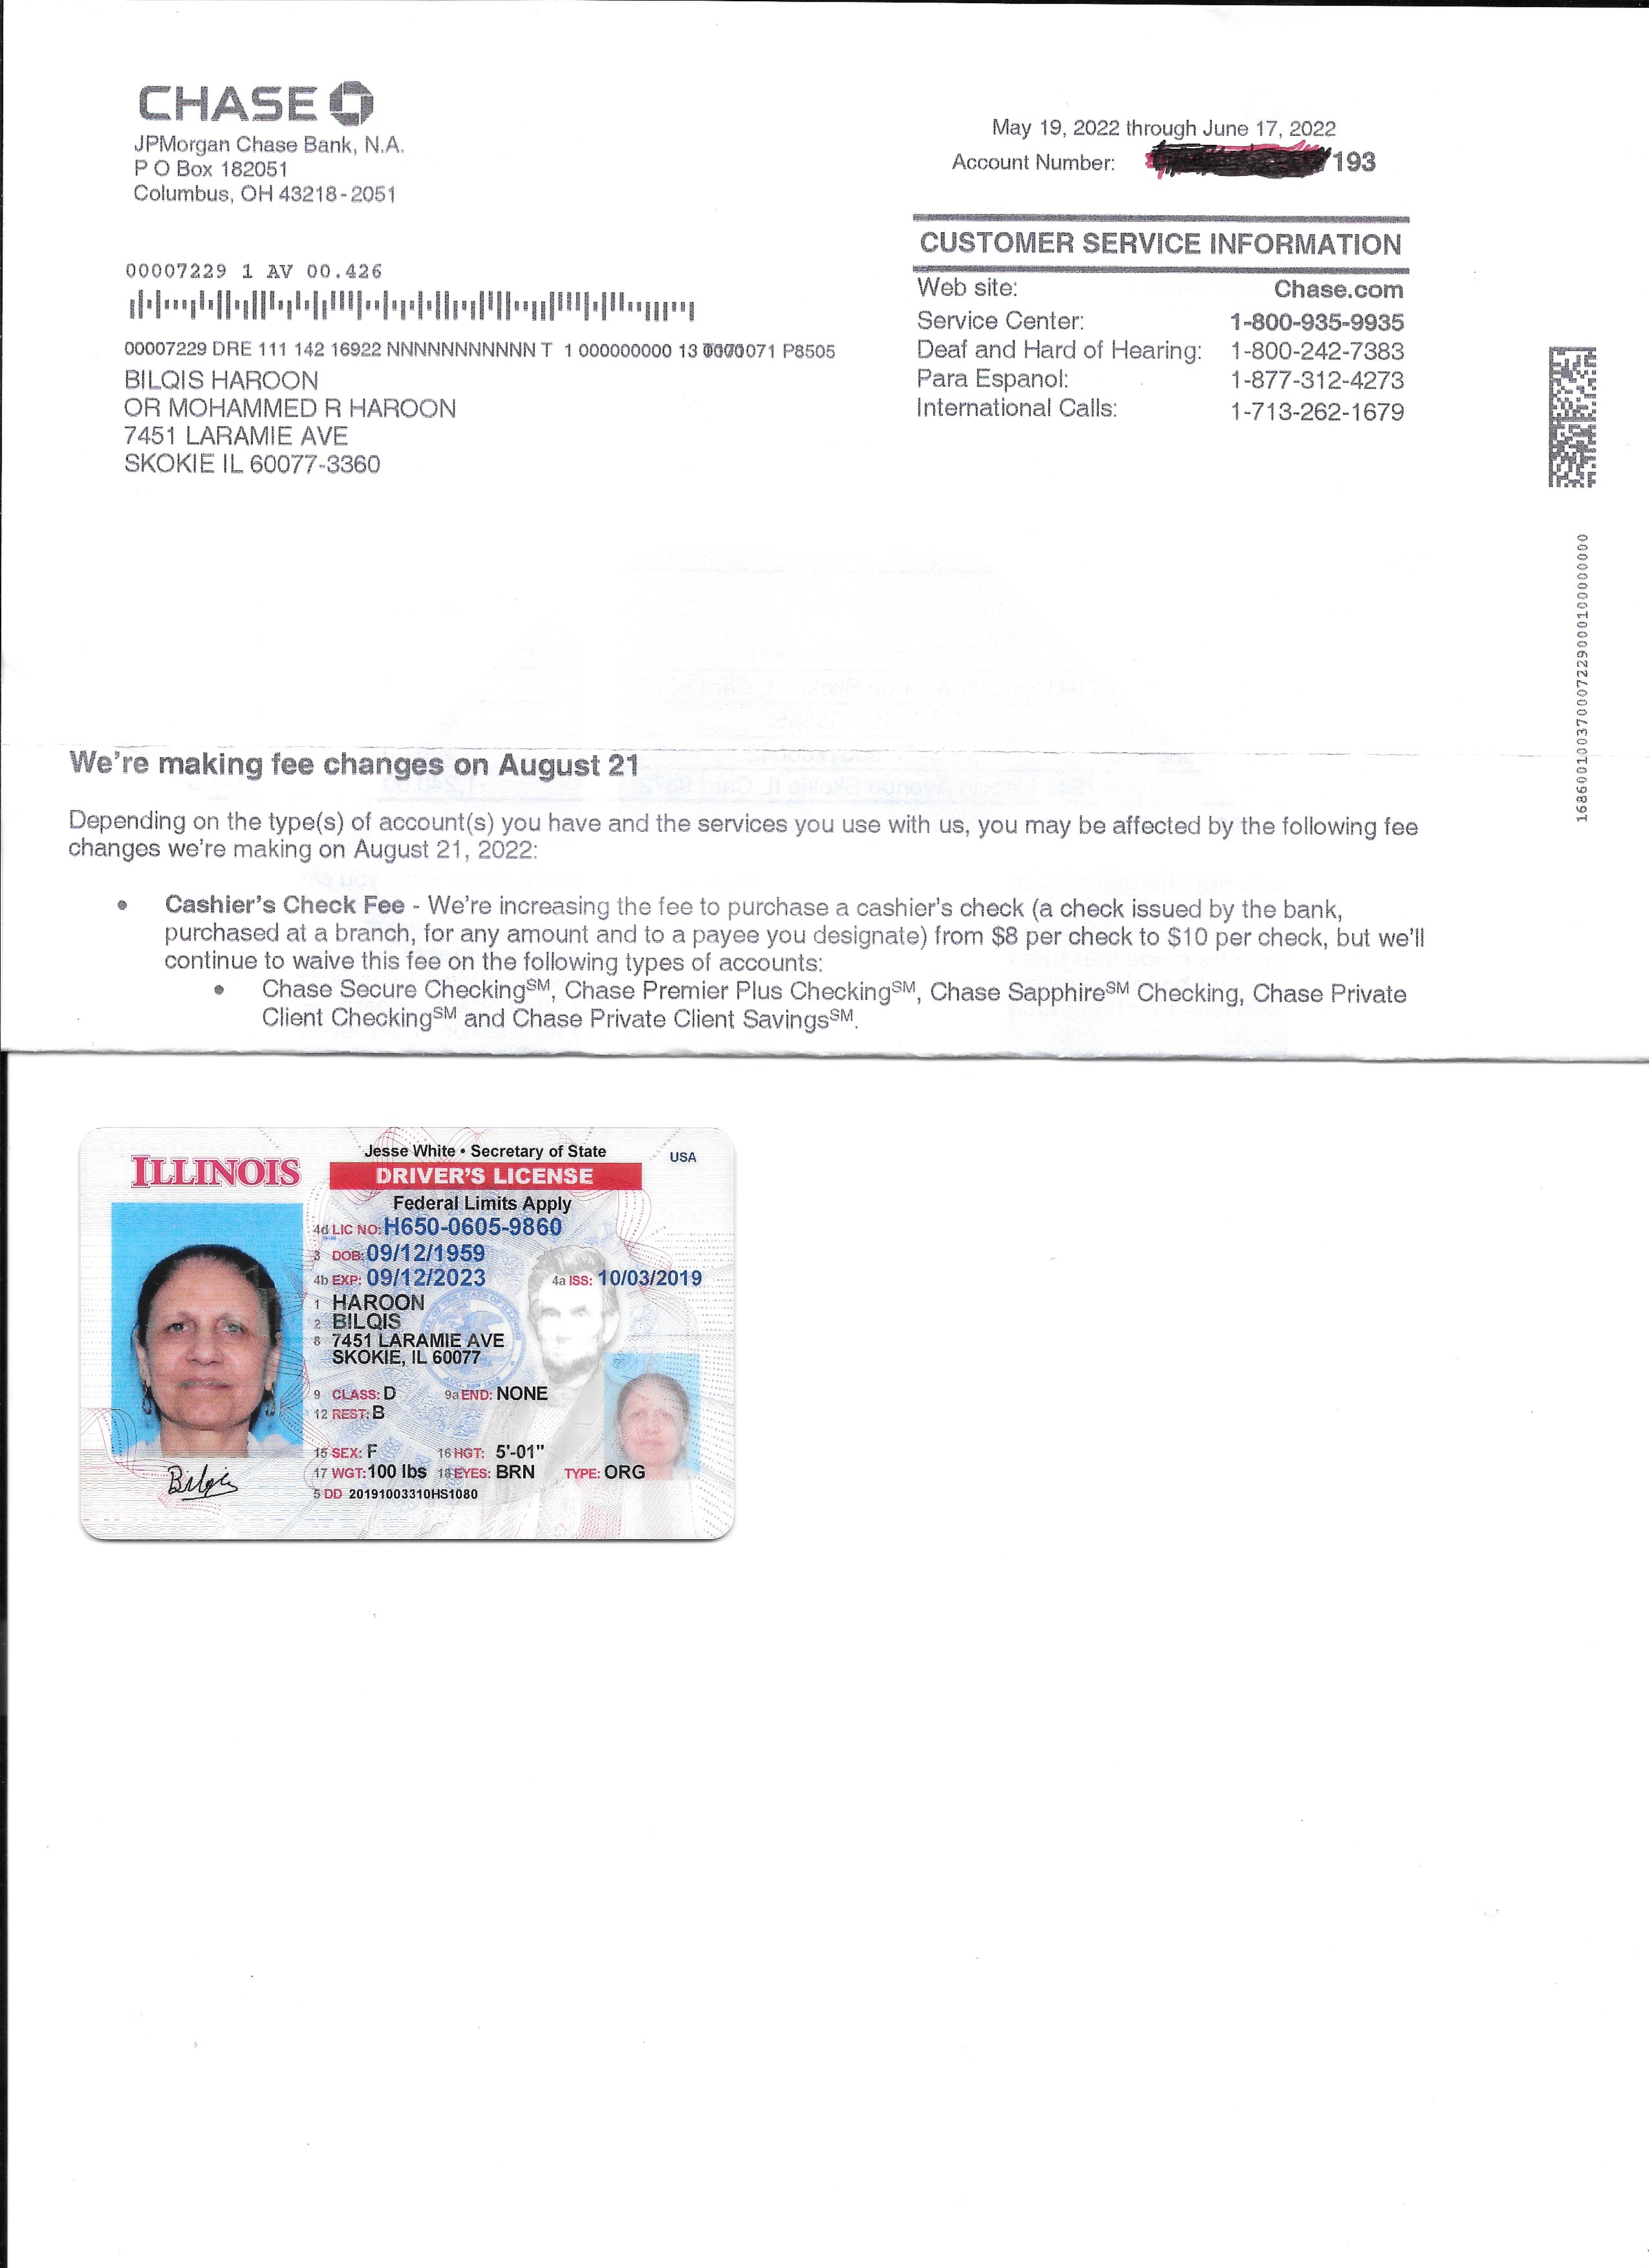 CHASE
JPMorgan Chase Bank, N.A.
P O Box 182051
Columbus, OH 43218-2051
May 19, 2022 through June 17, 2022
Account Number: 193
CUSTOMER SERVICE INFORMATION
Web site: Chase.com
Service Center: 1-800-935-9935
Deaf and Hard of Hearing: 1-800-242-7383
Para Espanol: 1-877-312-4273
International Calls: 1-713-262-1679
00007229 1 AV 00.426
00007229 DRE 111 142 16922 NNNNNNNNNNNN T 1 000000000 13 0000071 P8505
BILQIS HAROON
OR MOHAMMED R HAROON
7451 LARAMIE AVE
SKOKIE IL 60077-3360
We're making fee changes on August 21
Depending on the type(s) of account(s) you have and the services you use with us, you may be affected by the following fee
changes we're making on August 21, 2022:
• Cashier's Check Fee - We're increasing the fee to purchase a cashier's check (a check issued by the bank,
purchased at a branch, for any amount and to a payee you designate) from $8 per check to $10 per check, but we'll
continue to waive this fee on the following types of accounts:
• Chase Secure Checking℠, Chase Premier Plus Checking℠, Chase Sapphire℠ Checking, Chase Private
Client Checking℠ and Chase Private Client Savings℠.
ILLINOIS
Jesse White • Secretary of State
USA
DRIVER'S LICENSE
Federal Limits Apply
4d LIC NO: H650-0605-9860
3 DOB: 09/12/1959
4b EXP: 09/12/2023 4a ISS: 10/03/2019
1 HAROON
2 BILQIS
8 7451 LARAMIE AVE
SKOKIE, IL 60077
9 CLASS: D 9a END: NONE
12 REST: B
15 SEX: F 16 HGT: 5'-01"
17 WGT: 100 lbs 18 EYES: BRN TYPE: ORG
5 DD 20191003310HS1080
Bilqis